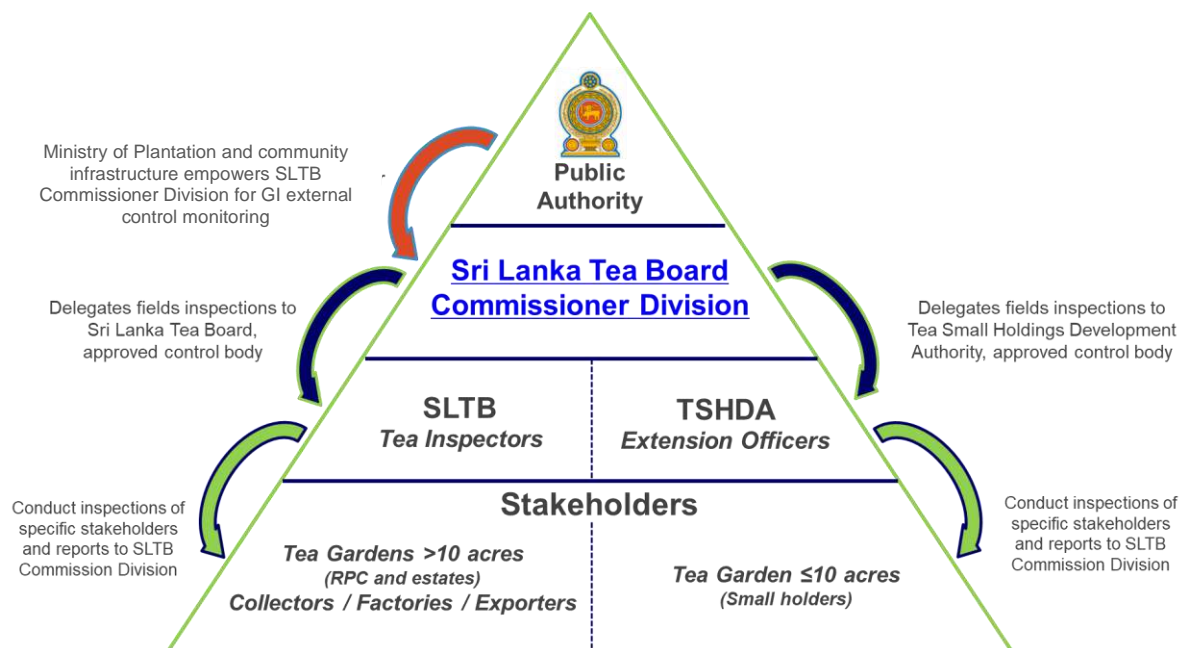 Public
Authority
Ministry of Plantation and community
infrastructure empowers SLTB
Commissioner Division for GI external
control monitoring
Sri Lanka Tea Board
Commissioner Division
Delegates fields inspections to
Sri Lanka Tea Board,
approved control body
Delegates fields inspections to
Tea Small Holdings Development
Authority, approved control body
SLTB
Tea Inspectors
TSHDA
Extension Officers
Conduct inspections of
specific stakeholders
and reports to SLTB
Commission Division
Stakeholders
Tea Gardens >10 acres
(RPC and estates)
Collectors / Factories / Exporters
Tea Garden ≤10 acres
(Small holders)
Conduct inspections of
specific stakeholders
and reports to SLTB
Commission Division